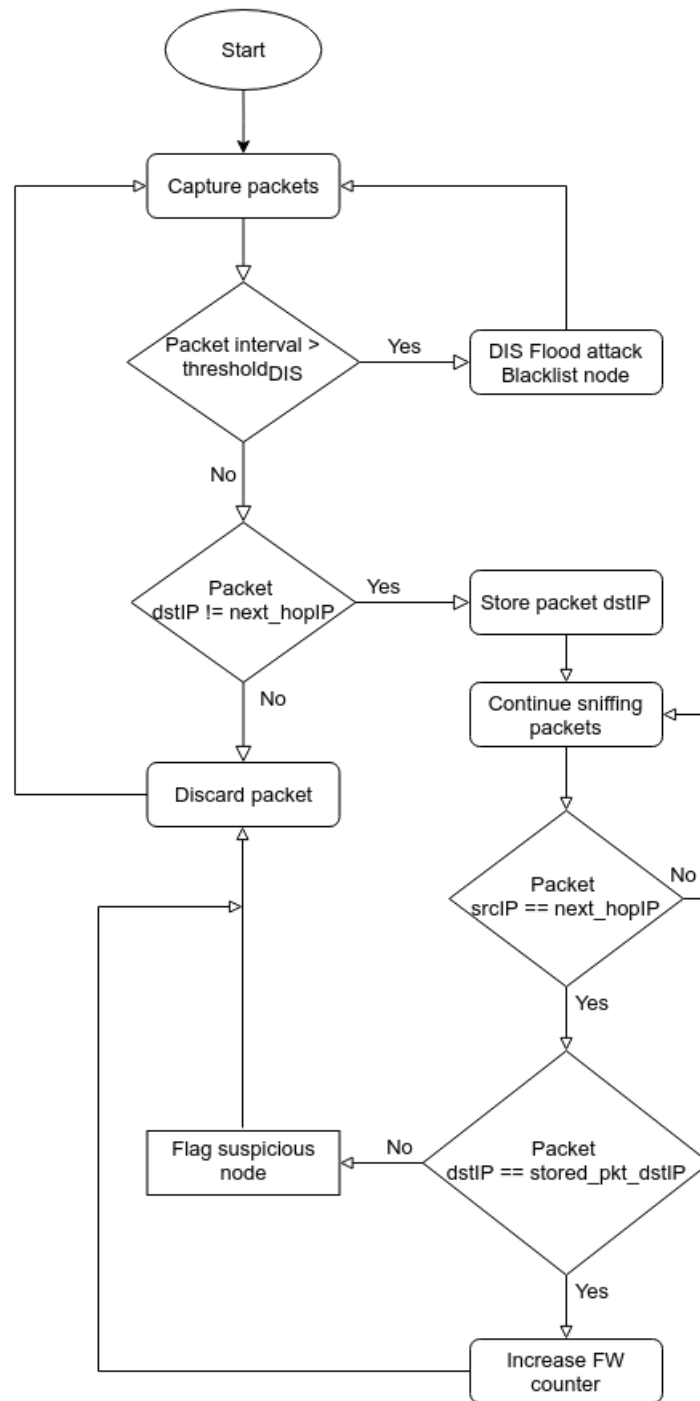 Start
Capture packets
Packet interval >
threshold_DIS
Yes
DIS Flood attack
Blacklist node
No
Packet
dstIP != next_hopIP
Yes
Store packet dstIP
No
Continue sniffing
packets
Discard packet
Packet
srcIP == next_hopIP
No
Yes
Packet
dstIP == stored_pkt_dstIP
No
Flag suspicious
node
Yes
Increase FW
counter